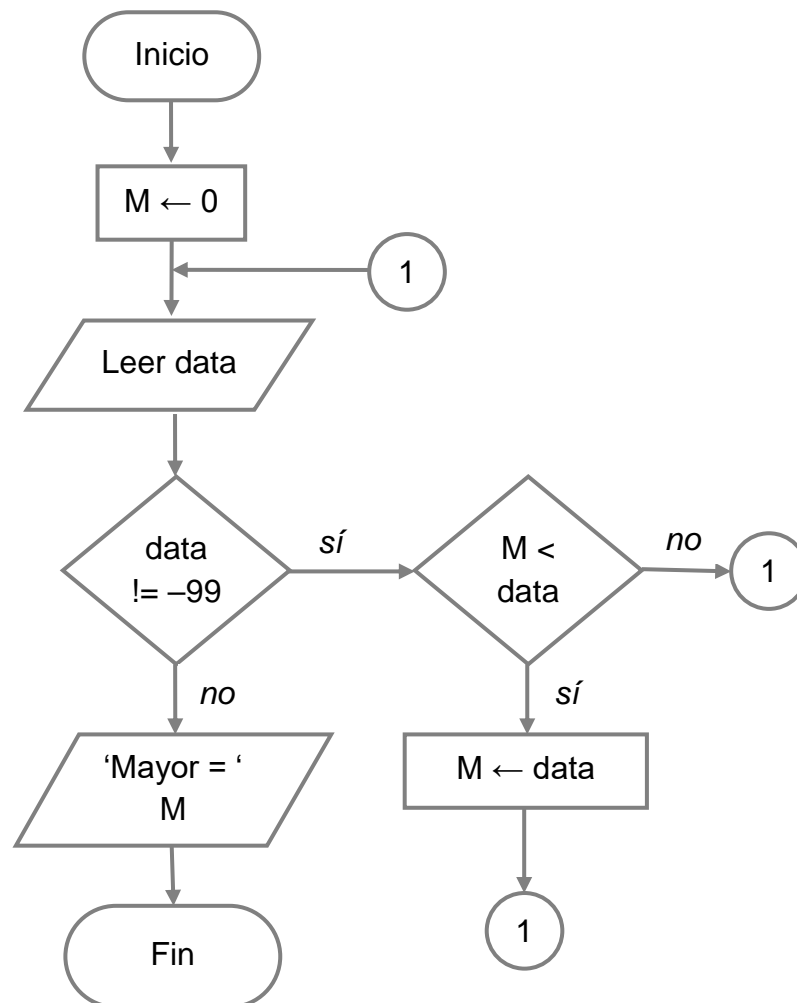 Inicio
M ← 0
1
Leer data
data
!= –99
sí
M <
data
no
1
no
sí
‘Mayor = ‘
M
M ← data
1
Fin